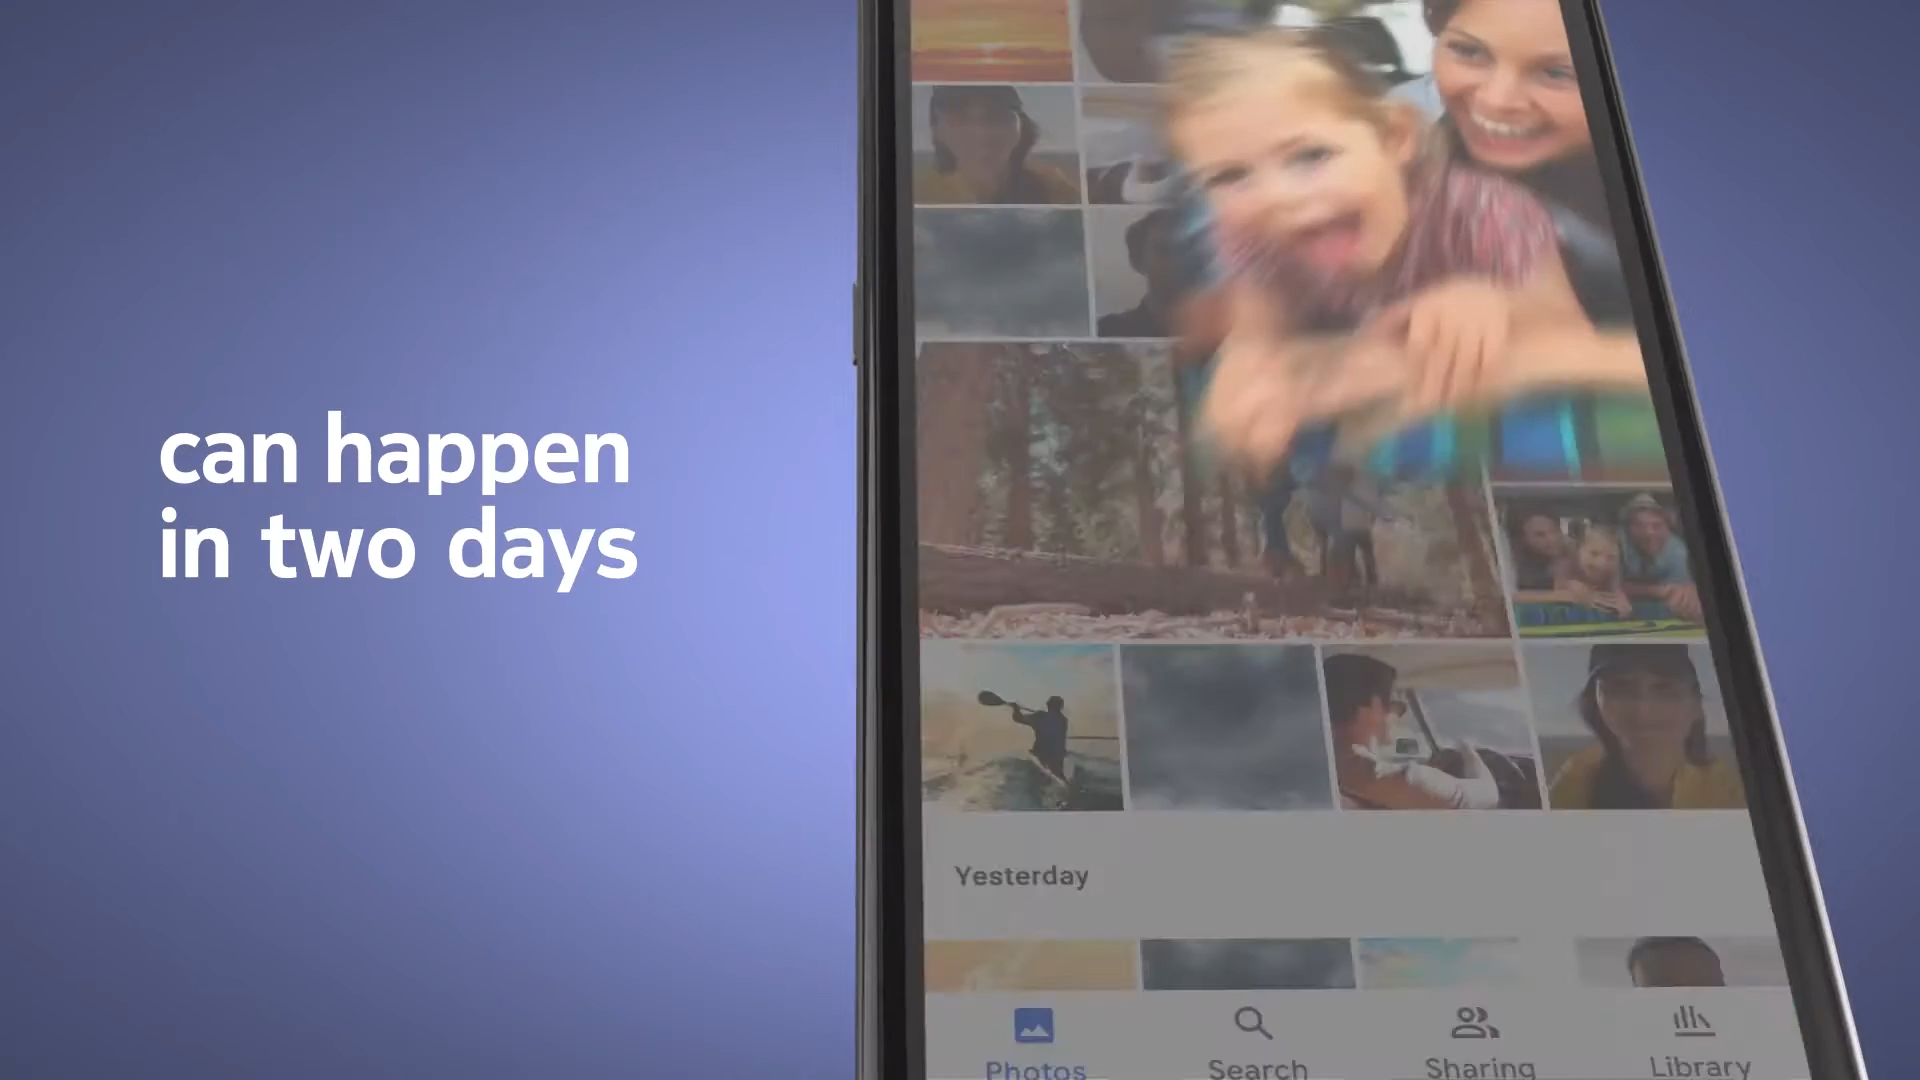 can happen
in two days
Yesterday
Photos
Search
Sharing
Library